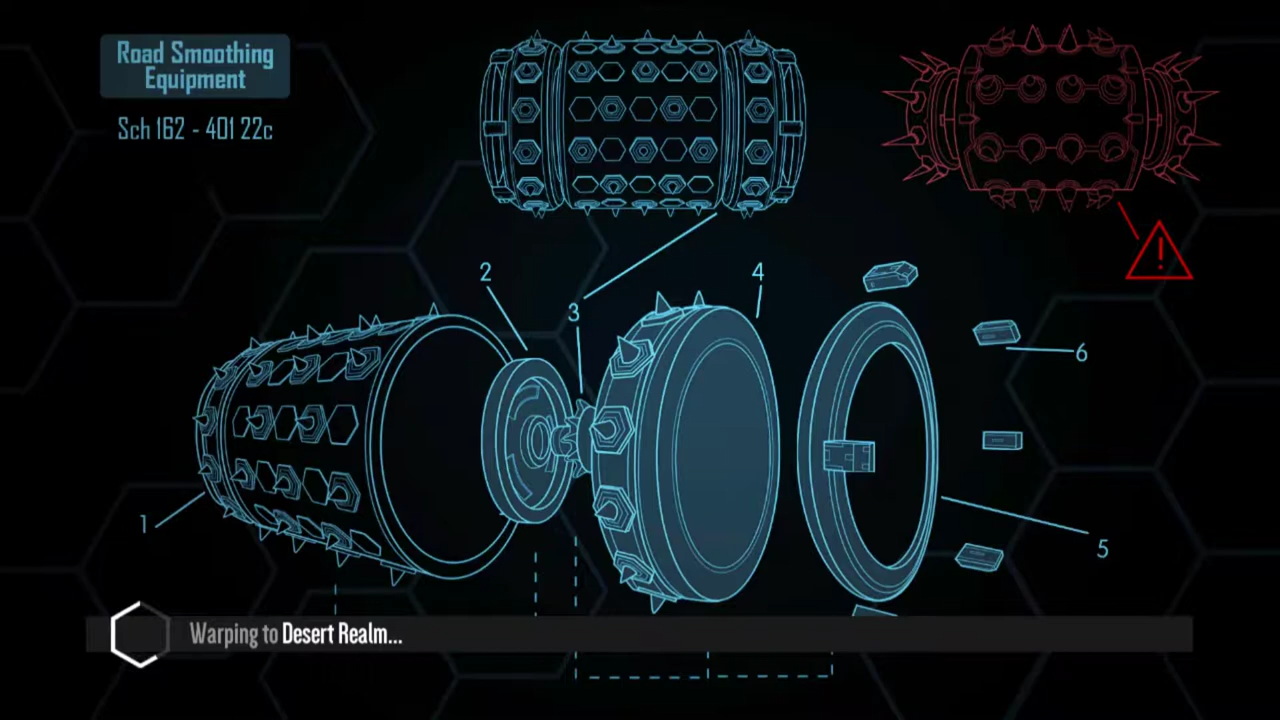 Road Smoothing
Equipment
Sch 162 - 401 22c
2
4
3
6
1
5
Warping to Desert Realm...